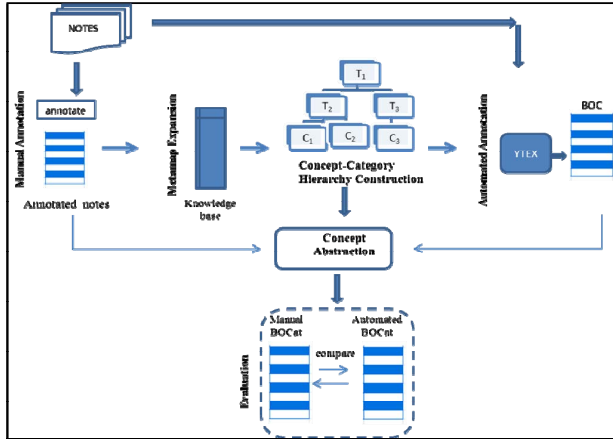 NOTES
annotate
Manual Annotation
Annotated notes
Metamap Expansion
Knowledge
base
T1
T2
T3
C1
C2
C3
Concept-Category
Hierarchy Construction
Automated Annotation
YTEX
BOC
Concept
Abstraction
Evaluation
Manual
BOCat
Automated
BOCat
compare